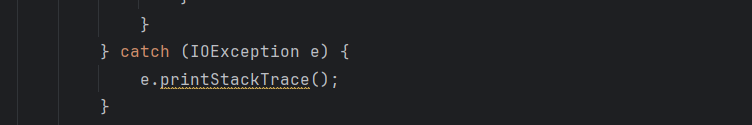 }
}
} catch (IOException e) {
e.printStackTrace();
}